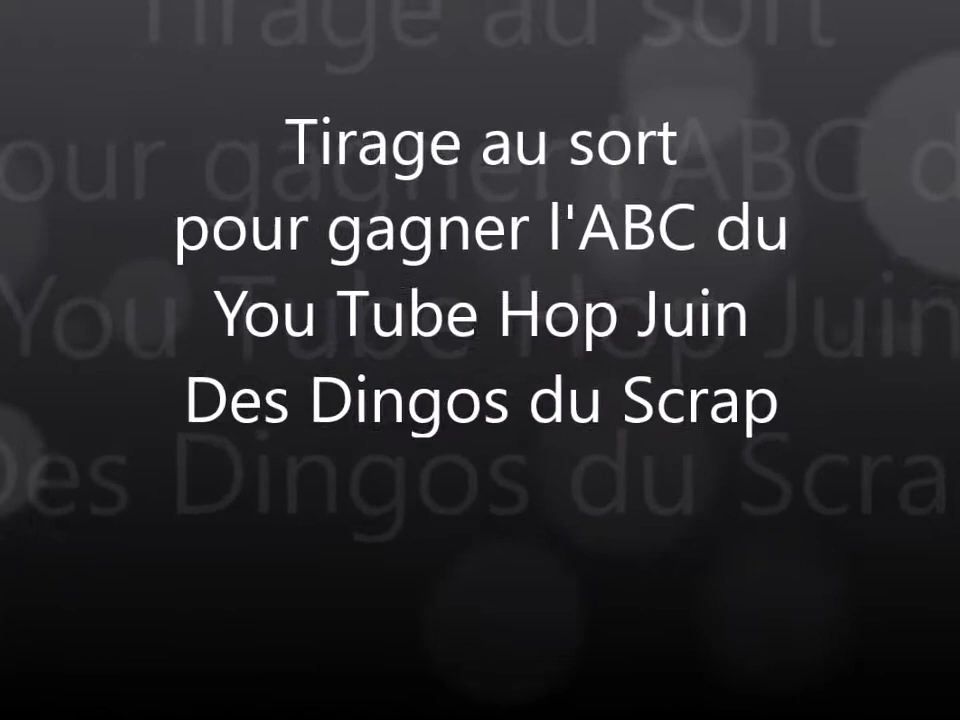 Tirage au sort
pour gagner l'ABC du
You Tube Hop Juin
Des Dingos du Scrap